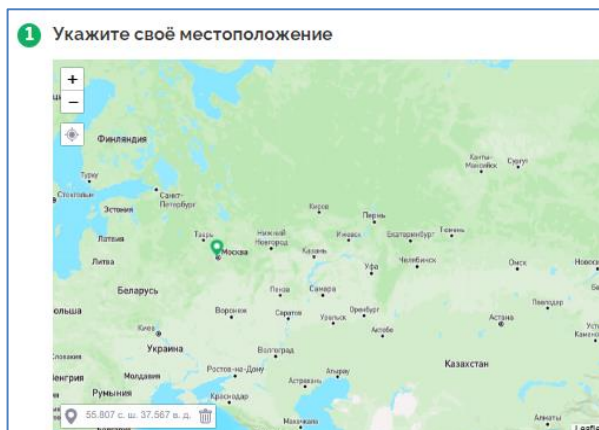 1 Укажите своё местоположение
+
−
Финляндия
Ханты-
Мансийск
Сургут
Турку
Стокгольм
Санкт-
Петербург
Эстония
Киров
Пермь
Латвия
Тверь
Нижний
Новгород
Ижевск
Екатеринбург
Тюмень
Москва
Казань
Литва
Уфа
Челябинск
Омск
Беларусь
Пенза
Самара
Воронеж
Саратов
Оренбург
Уральск
Павлодар
Астана
Киев
Актобе
Украина
Волгоград
Казахстан
Молдавия
Ростов-на-Дону
Атырау
Астрахань
Румыния
Краснодар
55.807 с. ш. 37.567 в. д.
Махачкала
Алматы